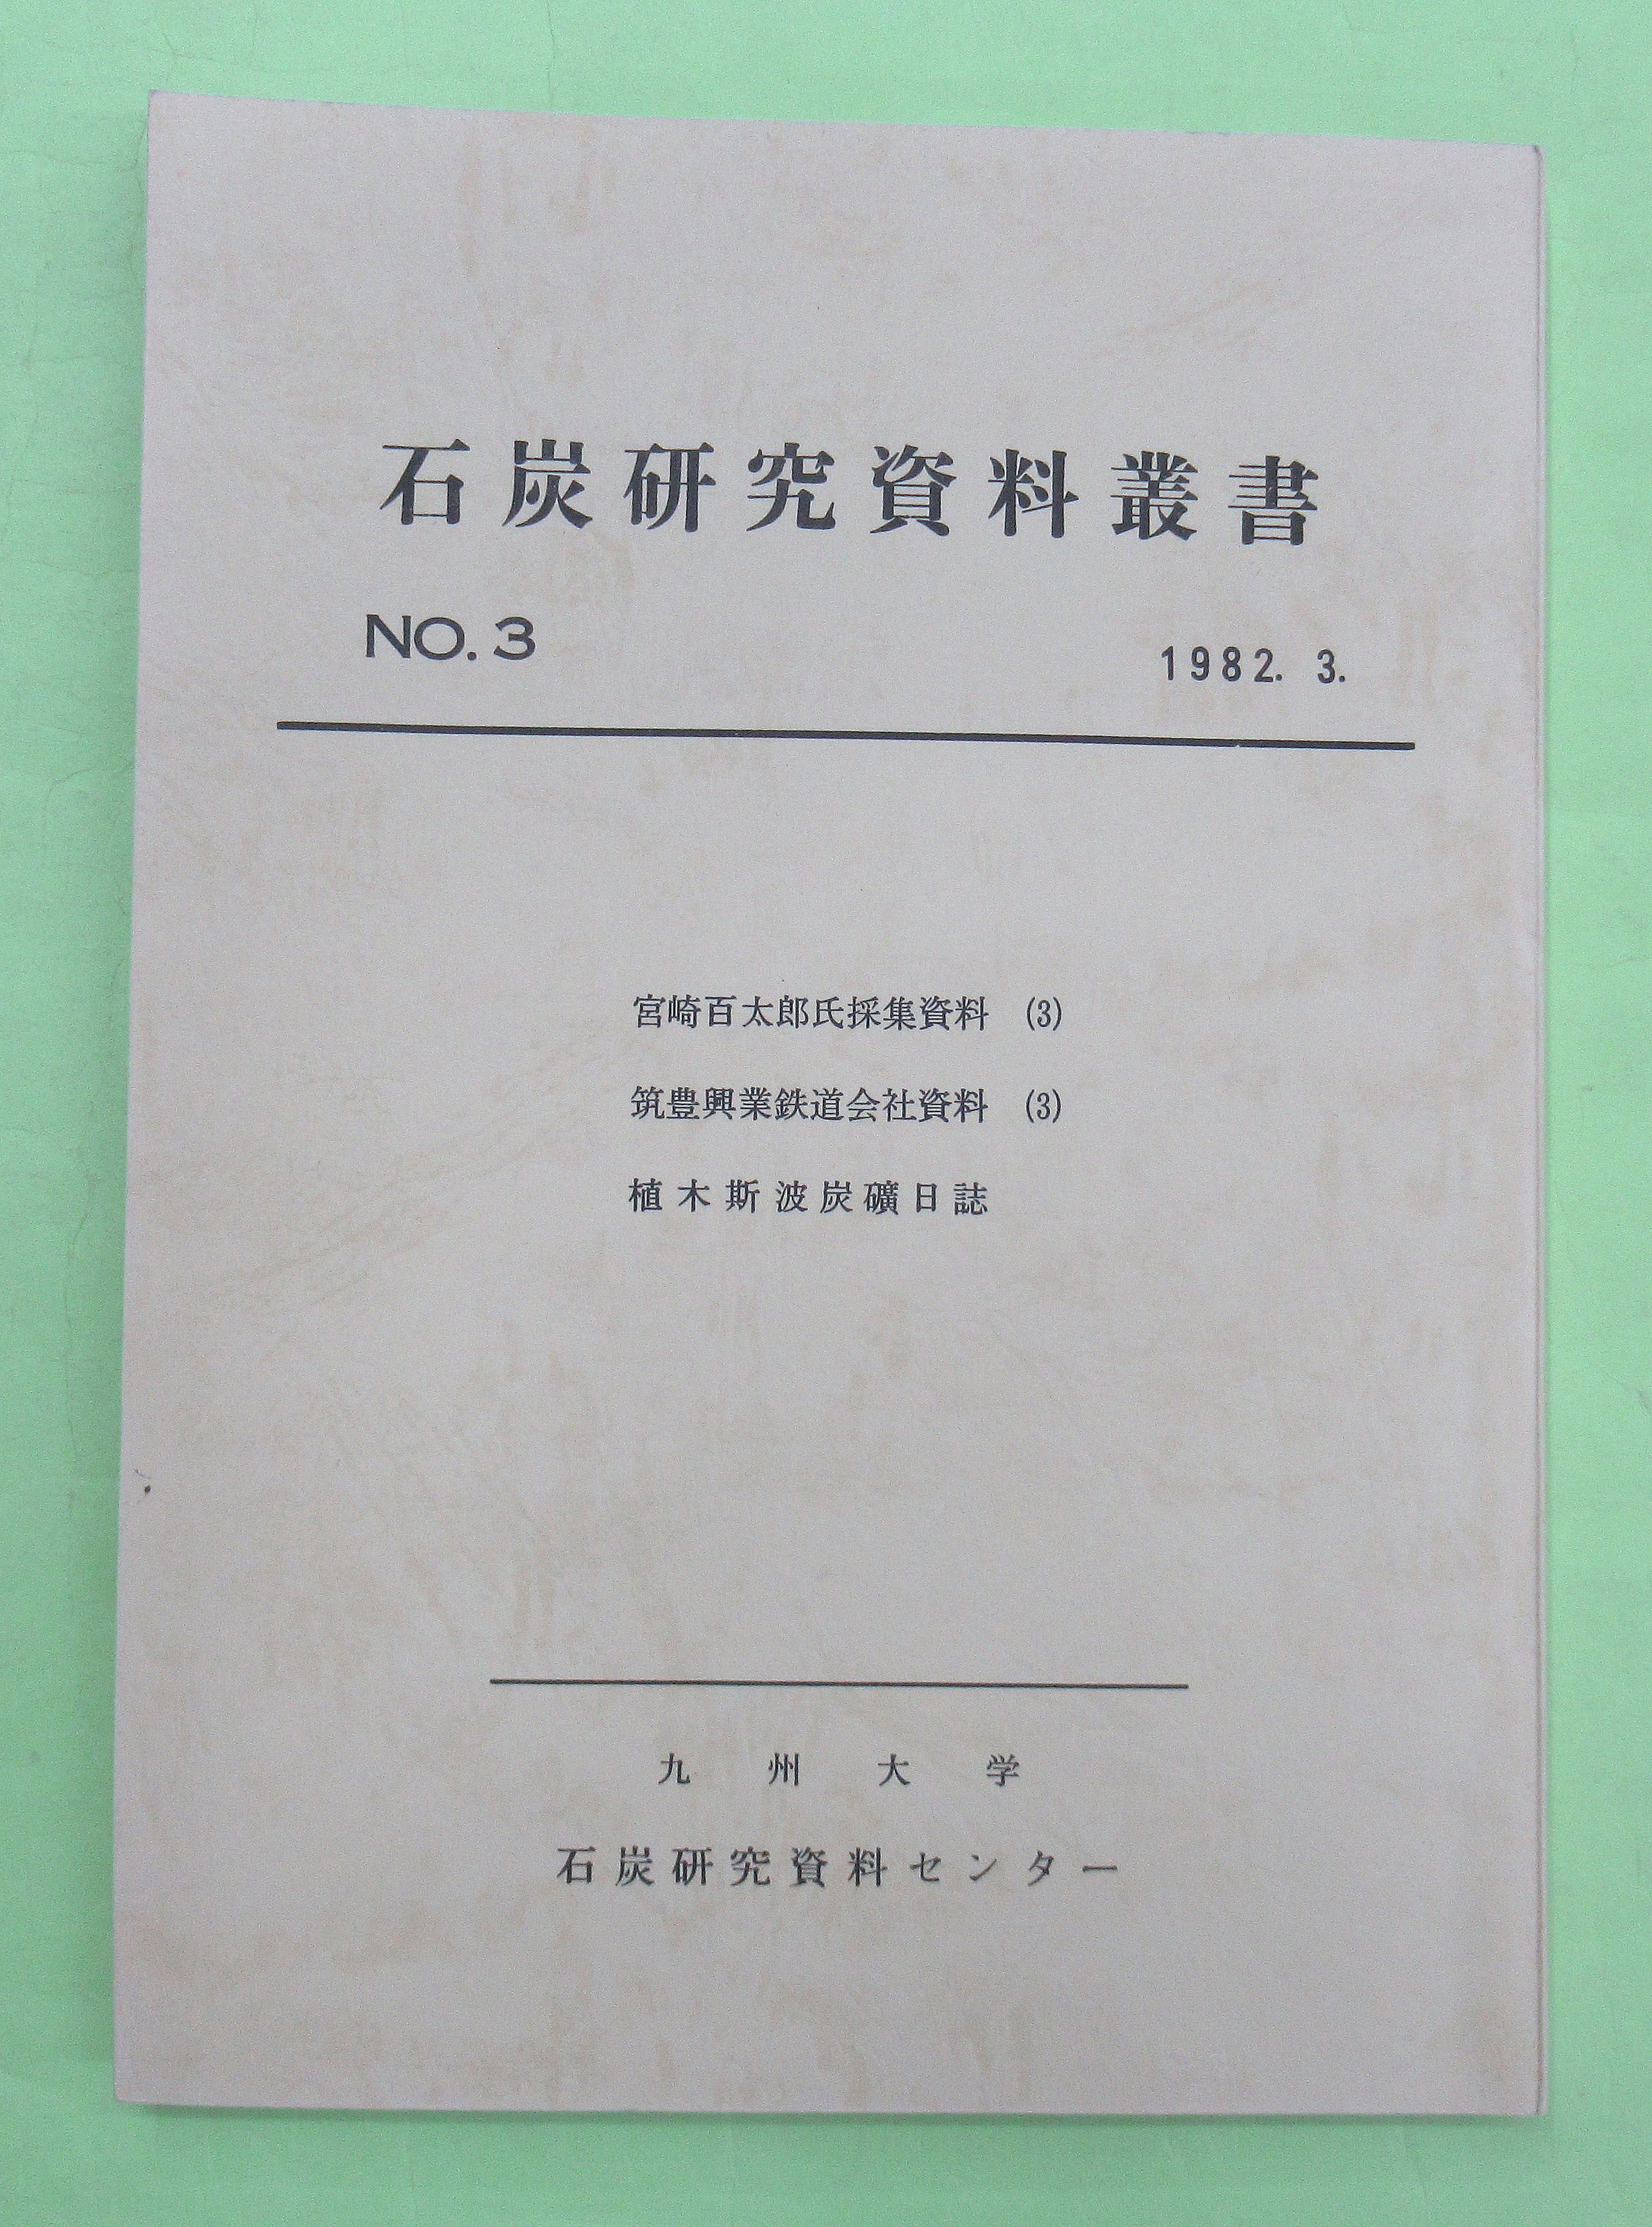 石炭研究資料叢書
NO. 3 1982. 3.
宮崎百太郎氏採集資料 (3)
筑豊興業鉄道会社資料 (3)
植木斯波炭礦日誌
九州大学
石炭研究資料センター